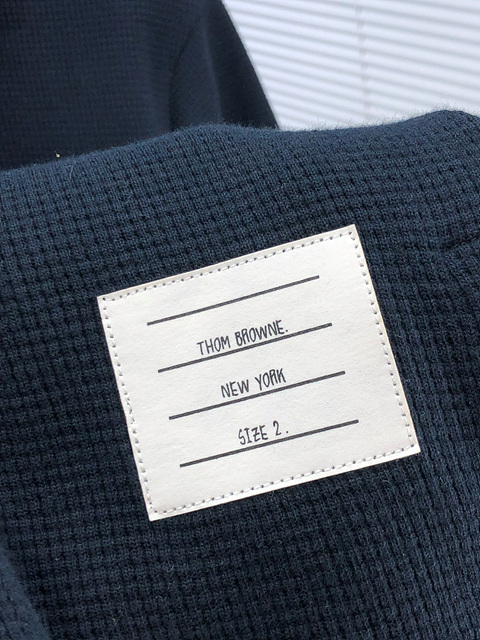 THOM BROWNE.
NEW YORK
SIZE 2.